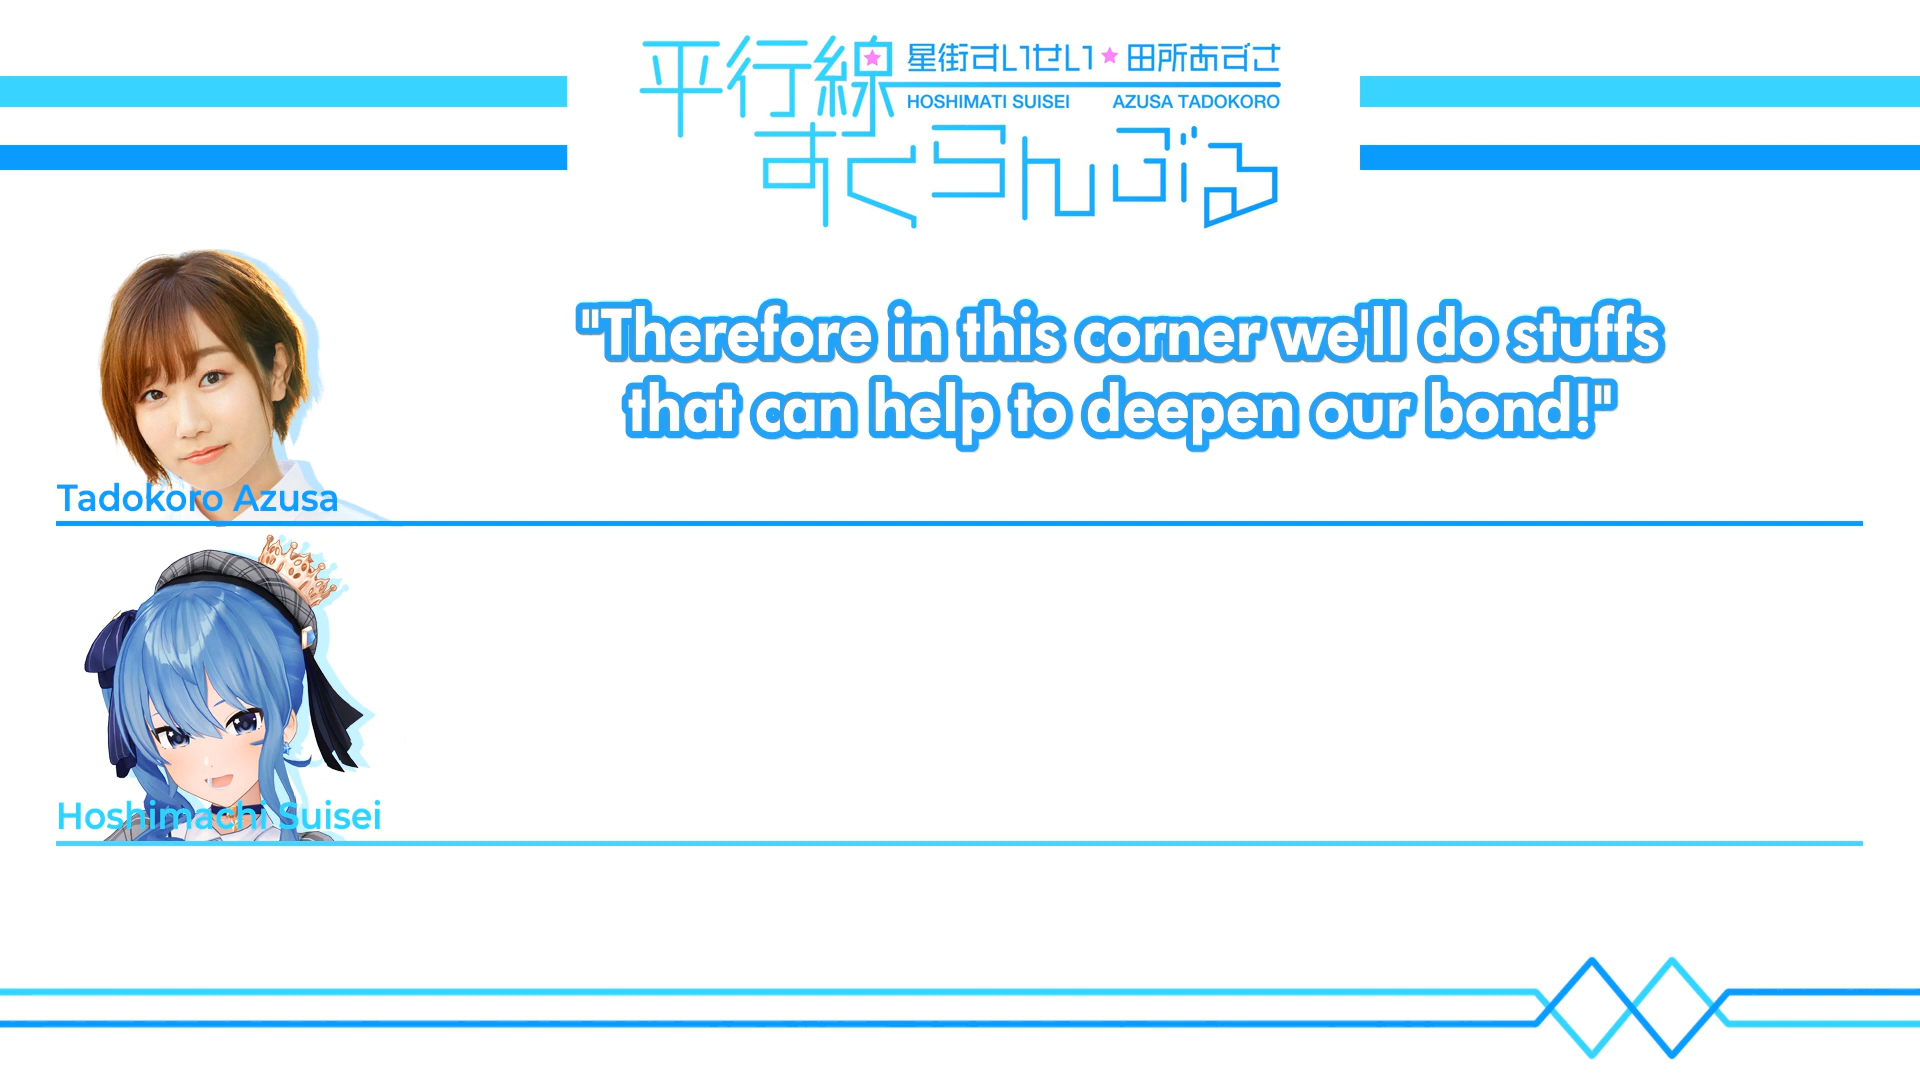 平行線
星街すいせい★田所あずさ
HOSHIMATI SUISEI AZUSA TADOKORO
すくらんぶる
"Therefore in this corner we'll do stuffs
that can help to deepen our bond!"
Tadokoro Azusa
Hoshimachi Suisei